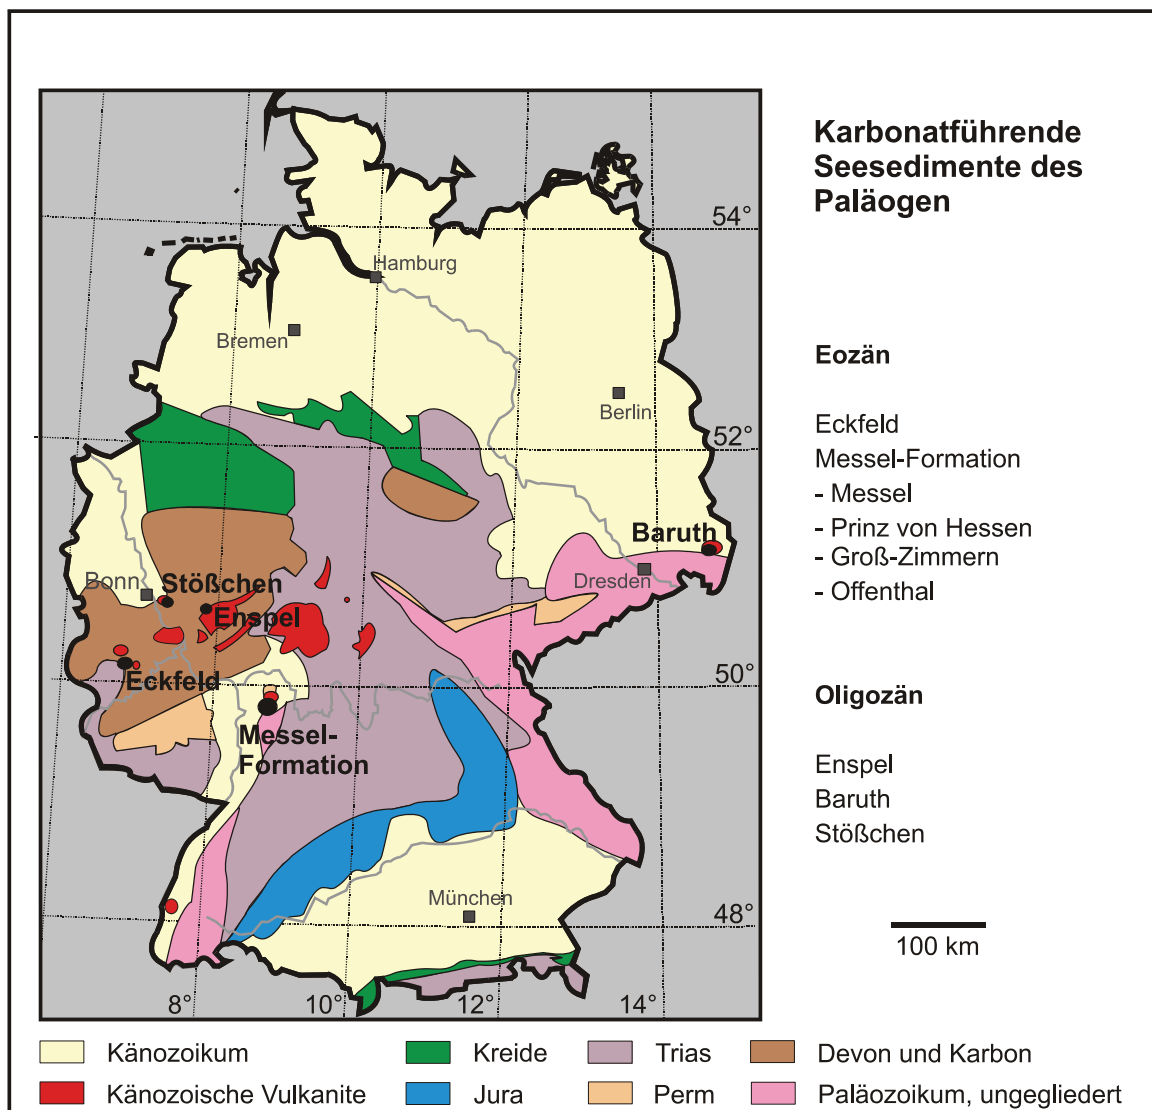 Karbonatführende
Seesedimente des
Paläogen
54°
Hamburg
Bremen
Eozän
Berlin
Eckfeld
52°
Messel-Formation
- Messel
Baruth
- Prinz von Hessen
- Groß-Zimmern
Bonn
Stößchen
Dresden
- Offenthal
Enspel
Eckfeld
50°
Oligozän
Messel-
Formation
Enspel
Baruth
Stößchen
München
48°
100 km
8°
10°
12°
14°
Känozoikum
Kreide
Trias
Devon und Karbon
Känozoische Vulkanite
Jura
Perm
Paläozoikum, ungegliedert